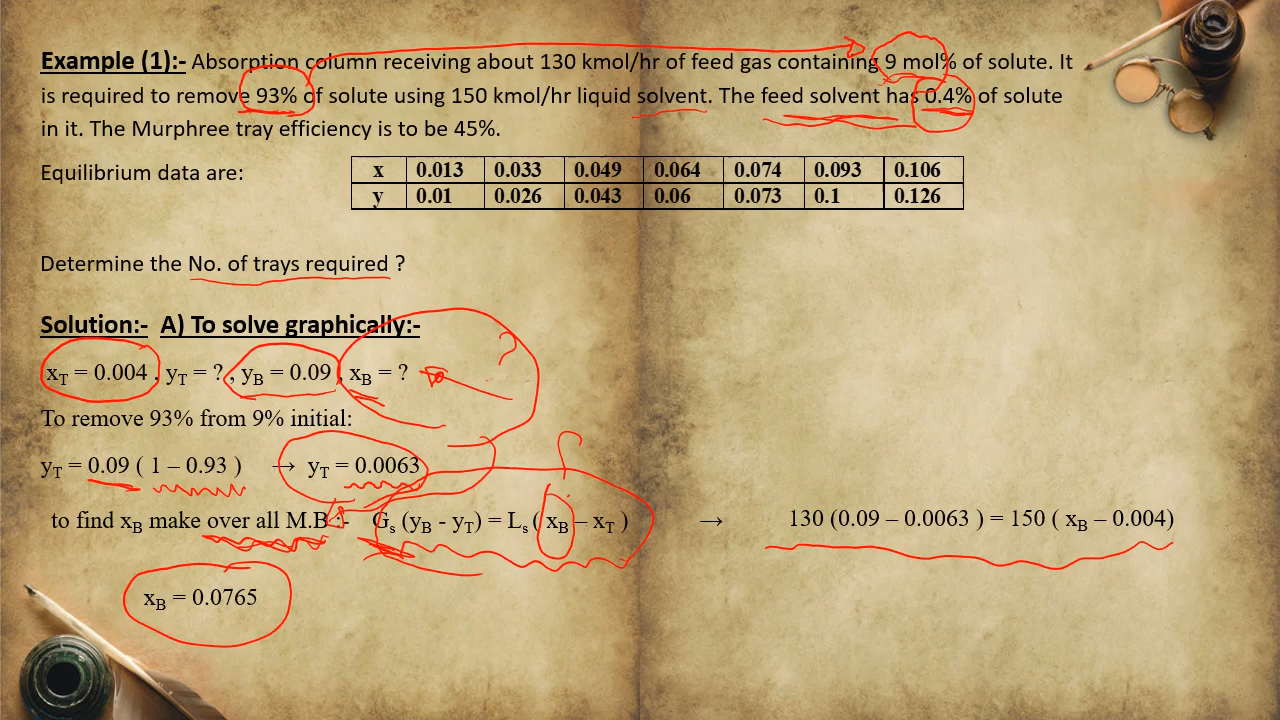 Example (1):- Absorption column receiving about 130 kmol/hr of feed gas containing 9 mol% of solute. It
is required to remove 93% of solute using 150 kmol/hr liquid solvent. The feed solvent has 0.4% of solute
in it. The Murphree tray efficiency is to be 45%.
Equilibrium data are:
x 0.013 0.033 0.049 0.064 0.074 0.093 0.106
y 0.01 0.026 0.043 0.06 0.073 0.1 0.126
Determine the No. of trays required ?
Solution:- A) To solve graphically:-
?
xT = 0.004 , yT = ? , yB = 0.09 , xB = ?
To remove 93% from 9% initial:
yT = 0.09 ( 1 – 0.93 ) → yT = 0.0063
to find xB make over all M.B :- Gs (yB - yT) = Ls ( xB – xT ) → 130 (0.09 – 0.0063 ) = 150 ( xB – 0.004)
xB = 0.0765